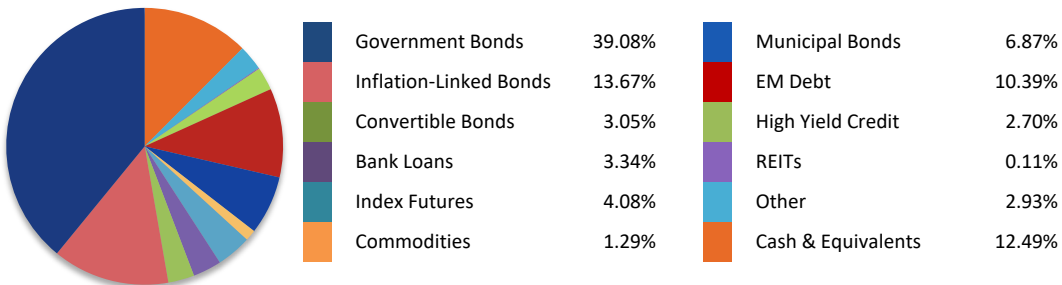 Government Bonds 39.08%
Inflation-Linked Bonds 13.67%
Convertible Bonds 3.05%
Bank Loans 3.34%
Index Futures 4.08%
Commodities 1.29%
Municipal Bonds 6.87%
EM Debt 10.39%
High Yield Credit 2.70%
REITs 0.11%
Other 2.93%
Cash & Equivalents 12.49%